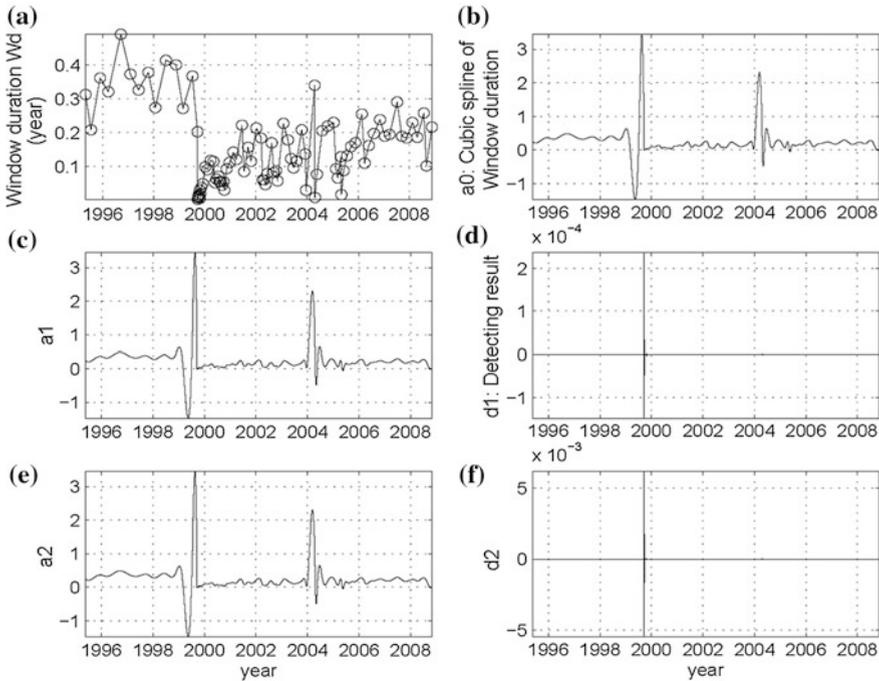 (a)
Window duration Wd
(year)
0.4
0.3
0.2
0.1
1996 1998 2000 2002 2004 2006 2008
(b)
a0: Cubic spline of
Window duration
3
2
1
0
−1
1996 1998 2000 2002 2004 2006 2008
(c)
a1
3
2
1
0
−1
1996 1998 2000 2002 2004 2006 2008
(d)
x 10⁻⁴
d1: Detecting result
2
1
0
−1
1996 1998 2000 2002 2004 2006 2008
(e)
a2
3
2
1
0
−1
1996 1998 2000 2002 2004 2006 2008
year
(f)
x 10⁻³
d2
5
0
−5
1996 1998 2000 2002 2004 2006 2008
year